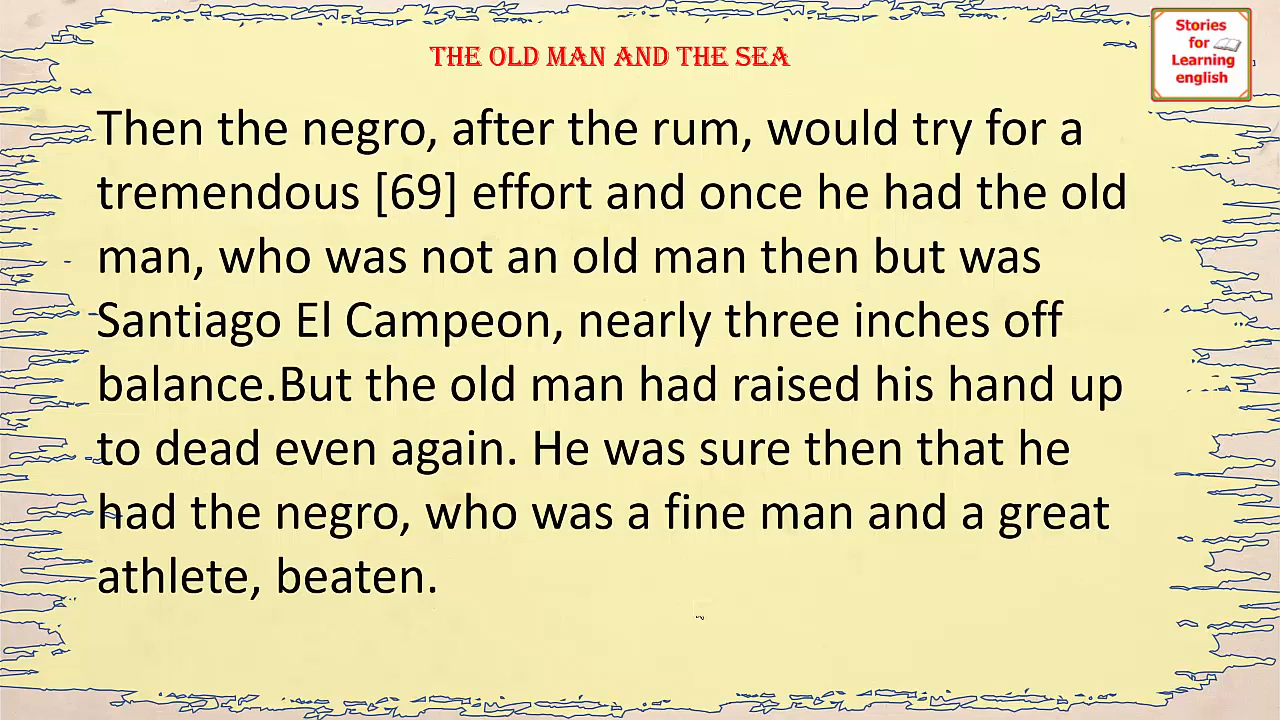 THE OLD MAN AND THE SEA
Stories
for
Learning
english
Then the negro, after the rum, would try for a
tremendous [69] effort and once he had the old
man, who was not an old man then but was
Santiago El Campeon, nearly three inches off
balance.But the old man had raised his hand up
to dead even again. He was sure then that he
had the negro, who was a fine man and a great
athlete, beaten.